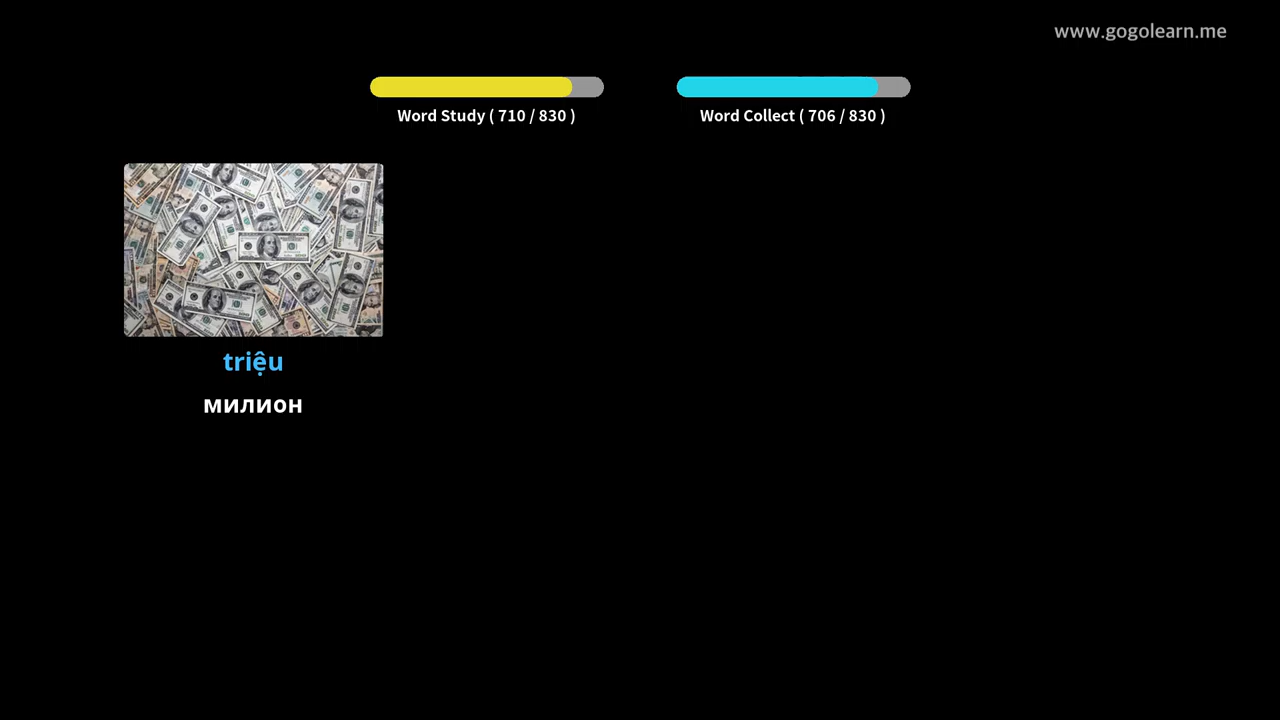 www.gogolearn.me
Word Study ( 710 / 830 )
Word Collect ( 706 / 830 )
triệu
милион